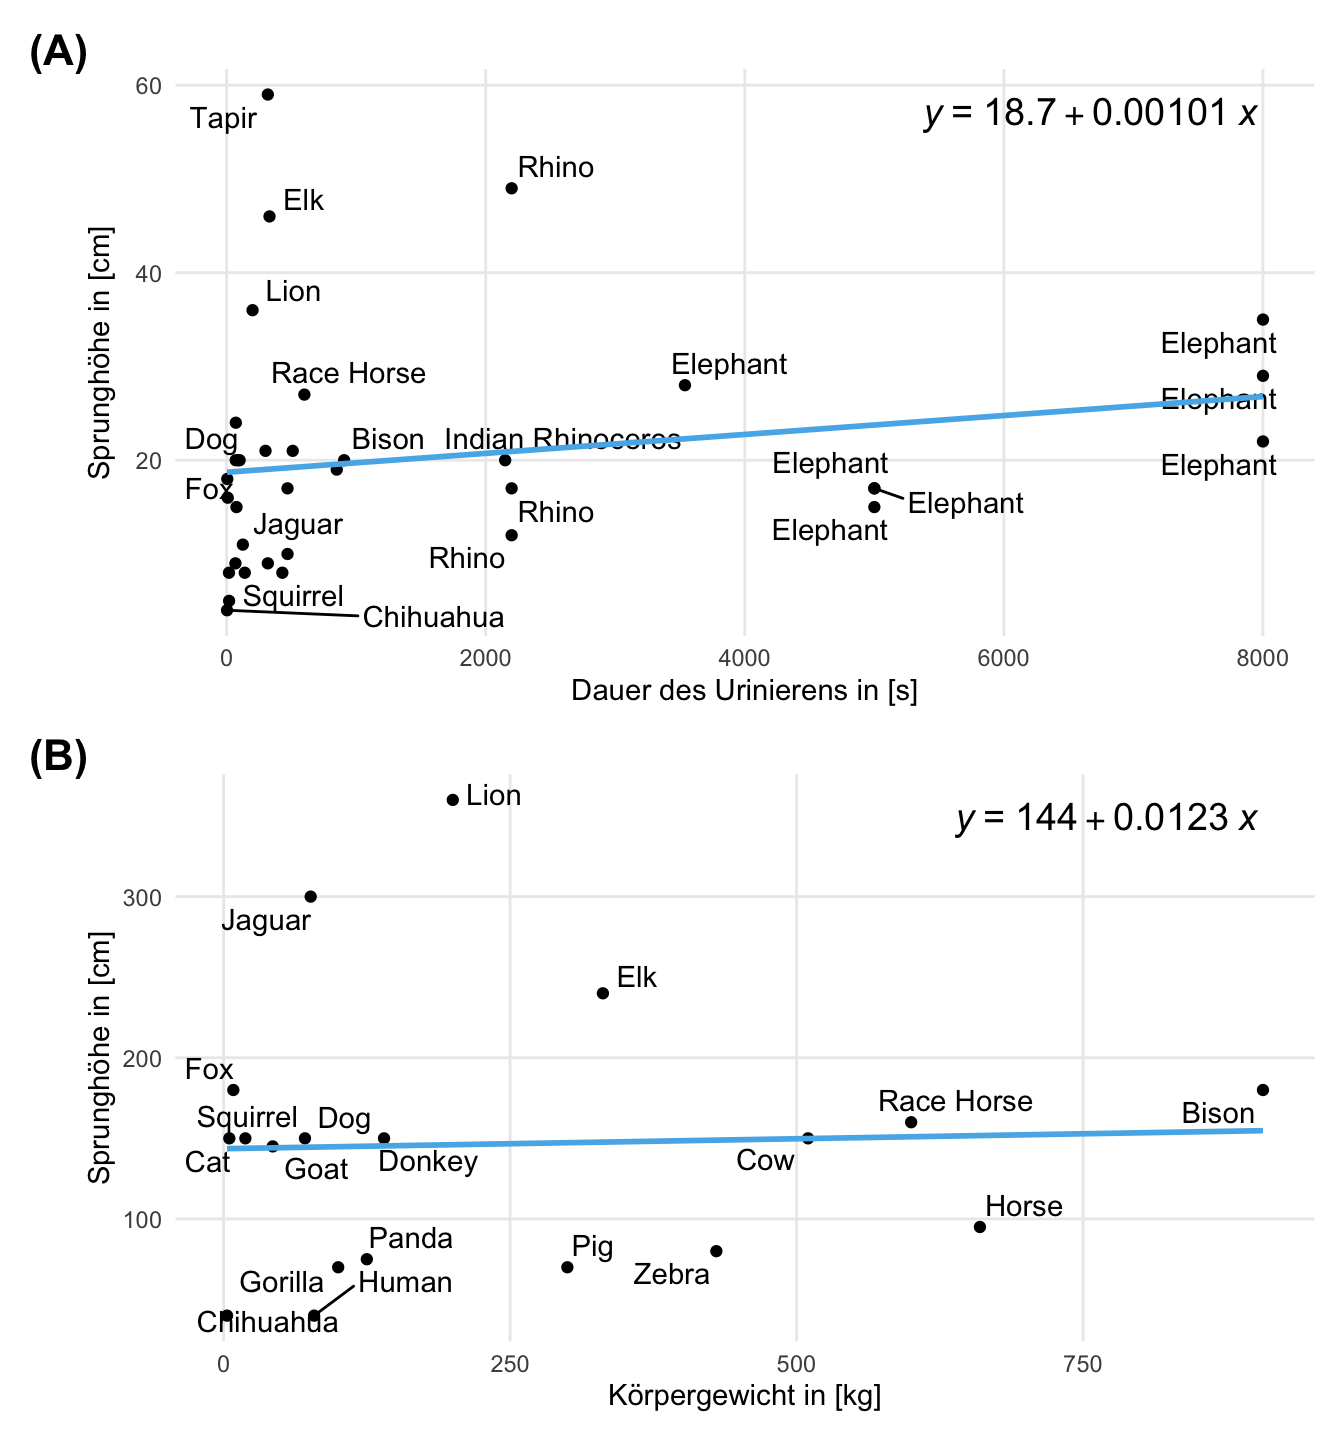 (A)
60
y = 18.7 + 0.00101 x
Tapir
Rhino
Elk
Sprunghöhe in [cm]
40
Lion
Elephant
Elephant
Race Horse
Elephant
Dog
Bison
Indian Rhinoceros
20
Elephant
Elephant
Fox
Elephant
Rhino
Jaguar
Elephant
Rhino
Squirrel
Chihuahua
0
2000
4000
6000
8000
Dauer des Urinierens in [s]
(B)
Lion
y = 144 + 0.0123 x
300
Jaguar
Sprunghöhe in [cm]
Elk
200
Fox
Race Horse
Squirrel
Dog
Bison
Cat
Goat
Donkey
Cow
100
Horse
Panda
Pig
Zebra
Gorilla
Human
Chihuahua
0
250
500
750
Körpergewicht in [kg]